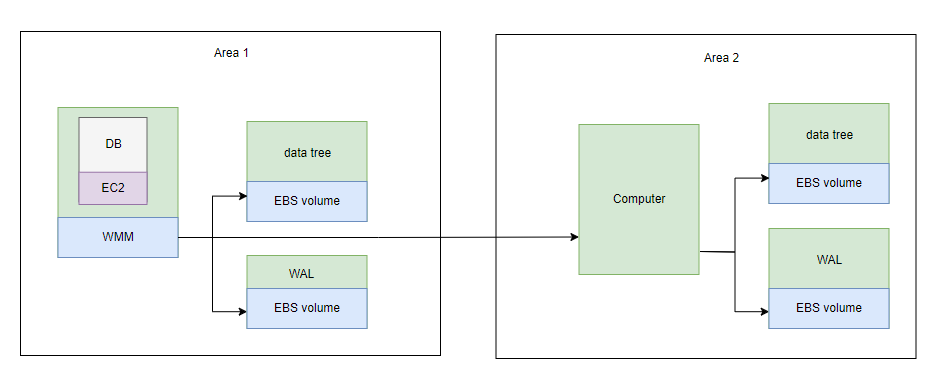 Area 1
DB
EC2
WMM
data tree
EBS volume
WAL
EBS volume
Area 2
Computer
data tree
EBS volume
WAL
EBS volume